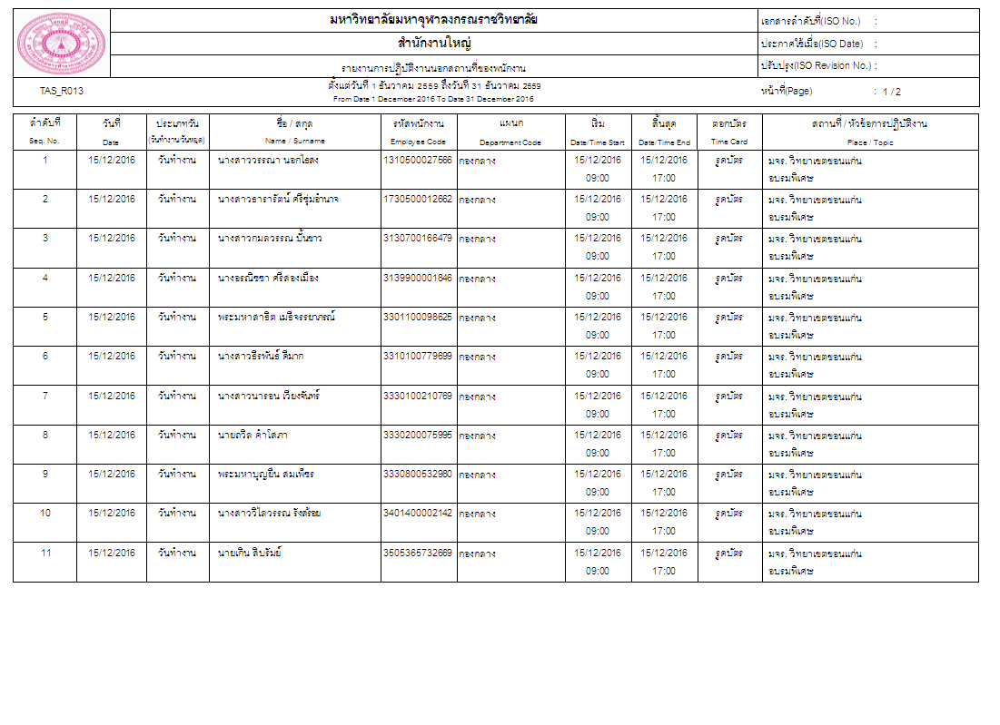 มหาวิทยาลัยมหาจุฬาลงกรณราชวิทยาลัย
เอกสารลำดับที่(ISO No.) :
สำนักงานใหญ่
ประกาศใช้เมื่อ(ISO Date) :
รายงานการปฏิบัติงานนอกสถานที่ของพนักงาน
ปรับปรุง(ISO Revision No.) :
TAS_R013
ตั้งแต่วันที่ 1 ธันวาคม 2559 ถึงวันที่ 31 ธันวาคม 2559
From Date 1 December 2016 To Date 31 December 2016
หน้าที่(Page) : 1 / 2
ลำดับที่ วันที่ ประเภทวัน ชื่อ / สกุล รหัสพนักงาน แผนก เริ่ม สิ้นสุด ตอกบัตร สถานที่ / หัวข้อการปฏิบัติงาน
Seq. No. Date (วันทำงาน/วันหยุด) Name / Surname Employee Code Department Code Date/Time Start Date/Time End Time Card Place / Topic
1 15/12/2016 วันทำงาน นางสาววรรณา นอกไธสง 1310500027566 กองกลาง 15/12/2016 15/12/2016 รูดบัตร มจร. วิทยาเขตขอนแก่น
09:00 17:00 อบรมพิเศษ
2 15/12/2016 วันทำงาน นางสาวธารารัตน์ ศรีชุ่มอำนาจ 1730500012662 กองกลาง 15/12/2016 15/12/2016 รูดบัตร มจร. วิทยาเขตขอนแก่น
09:00 17:00 อบรมพิเศษ
3 15/12/2016 วันทำงาน นางสาวกมลวรรณ ปั้นขาว 3130700166479 กองกลาง 15/12/2016 15/12/2016 รูดบัตร มจร. วิทยาเขตขอนแก่น
09:00 17:00 อบรมพิเศษ
4 15/12/2016 วันทำงาน นางอรณิชชา ศรีสองเมือง 3139900001846 กองกลาง 15/12/2016 15/12/2016 รูดบัตร มจร. วิทยาเขตขอนแก่น
09:00 17:00 อบรมพิเศษ
5 15/12/2016 วันทำงาน พระมหาสาธิต เมธีจรรยาภรณ์ 3301100098625 กองกลาง 15/12/2016 15/12/2016 รูดบัตร มจร. วิทยาเขตขอนแก่น
09:00 17:00 อบรมพิเศษ
6 15/12/2016 วันทำงาน นางสาวธีรพันธ์ ดีมาก 3310100779699 กองกลาง 15/12/2016 15/12/2016 รูดบัตร มจร. วิทยาเขตขอนแก่น
09:00 17:00 อบรมพิเศษ
7 15/12/2016 วันทำงาน นางสาวนารอน เวียงจันทร์ 3330100210769 กองกลาง 15/12/2016 15/12/2016 รูดบัตร มจร. วิทยาเขตขอนแก่น
09:00 17:00 อบรมพิเศษ
8 15/12/2016 วันทำงาน นายถวิล คำโสภา 3330200075995 กองกลาง 15/12/2016 15/12/2016 รูดบัตร มจร. วิทยาเขตขอนแก่น
09:00 17:00 อบรมพิเศษ
9 15/12/2016 วันทำงาน พระมหาบุญยืน สมเพ็ชร 3330800532980 กองกลาง 15/12/2016 15/12/2016 รูดบัตร มจร. วิทยาเขตขอนแก่น
09:00 17:00 อบรมพิเศษ
10 15/12/2016 วันทำงาน นางสาววิไลวรรณ รังสร้อย 3401400002142 กองกลาง 15/12/2016 15/12/2016 รูดบัตร มจร. วิทยาเขตขอนแก่น
09:00 17:00 อบรมพิเศษ
11 15/12/2016 วันทำงาน นายเกิน สิบรัมย์ 3505365732669 กองกลาง 15/12/2016 15/12/2016 รูดบัตร มจร. วิทยาเขตขอนแก่น
09:00 17:00 อบรมพิเศษ